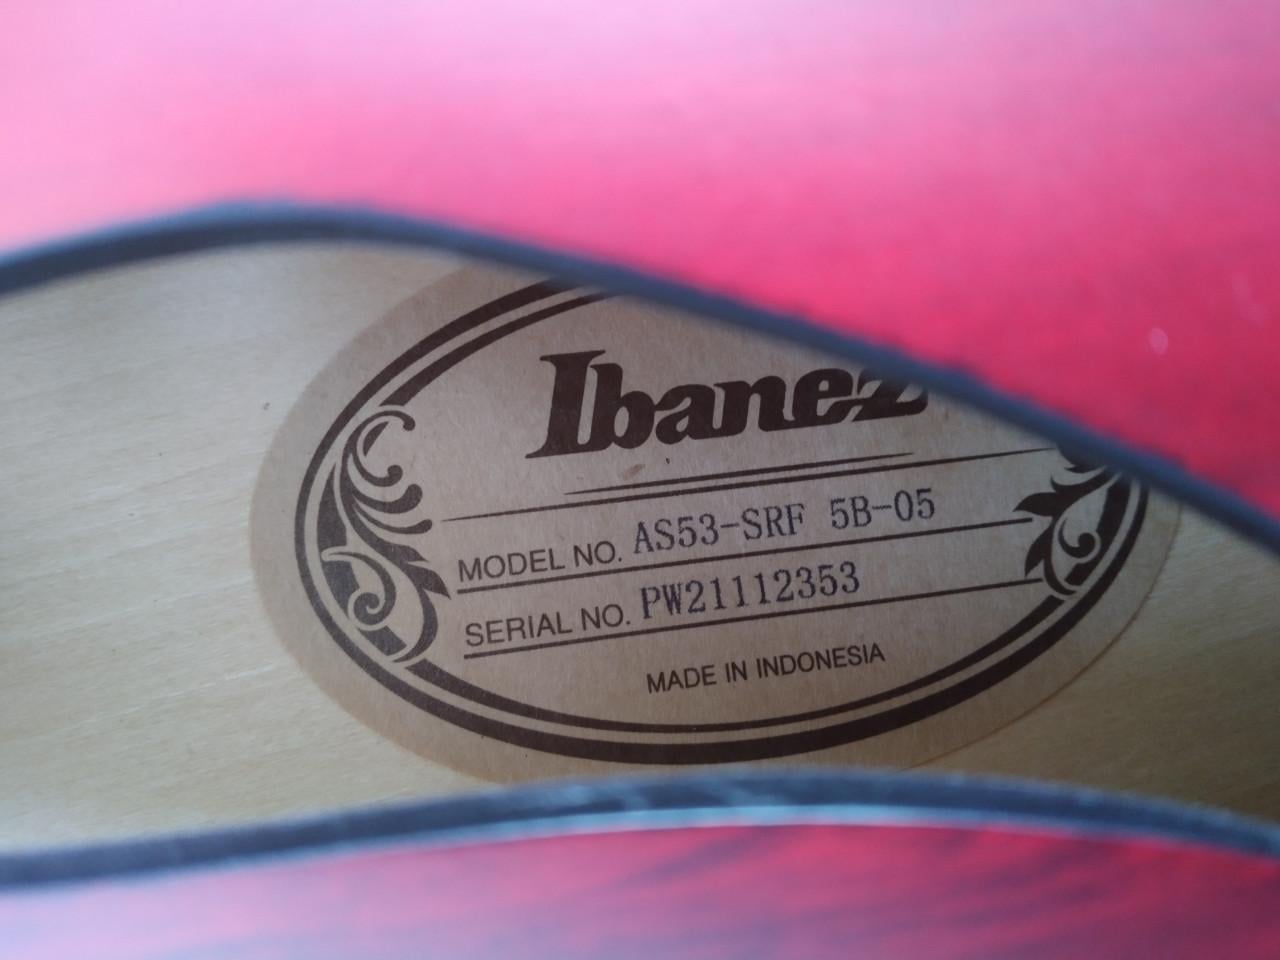 Ibanez
MODEL NO. AS53-SRF 5B-05
SERIAL NO. PW21112353
MADE IN INDONESIA